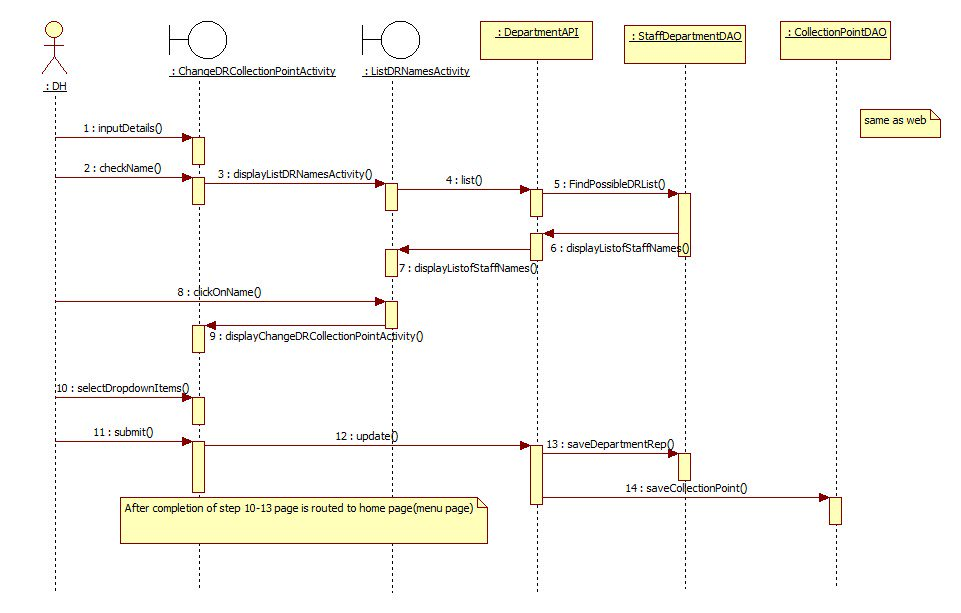 : DH
: ChangeDRCollectionPointActivity
: ListDRNamesActivity
: DepartmentAPI
: StaffDepartmentDAO
: CollectionPointDAO
same as web
1 : inputDetails()
2 : checkName()
3 : displayListDRNamesActivity()
4 : list()
5 : FindPossibleDRList()
6 : displayListofStaffNames()
7 : displayListofStaffNames()
8 : clickOnName()
9 : displayChangeDRCollectionPointActivity()
10 : selectDropdownItems()
11 : submit()
12 : update()
13 : saveDepartmentRep()
14 : saveCollectionPoint()
After completion of step 10-13 page is routed to home page(menu page)